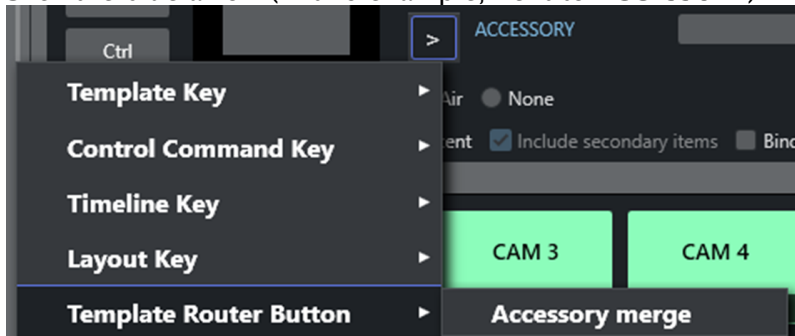 Ctrl
>
ACCESSORY
Template Key
Air
None
Control Command Key
Include secondary items
Timeline Key
Layout Key
CAM 3
CAM 4
Template Router Button
Accessory merge